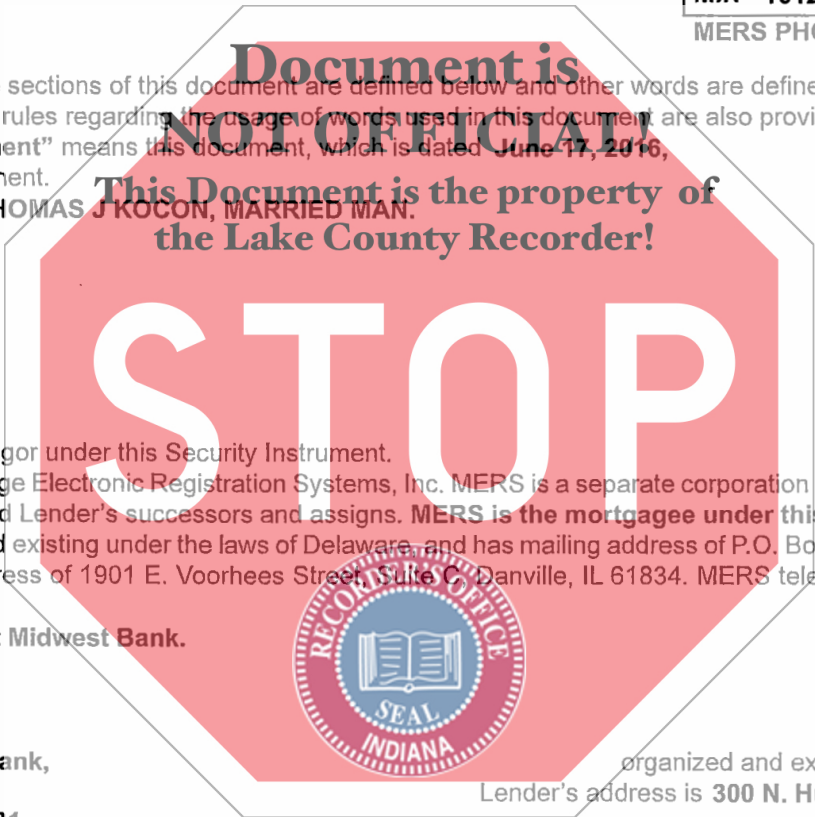 MERS PH
Document is
sections of this document are defined below and other words are define
NOT OFFICIAL!
rules regarding the usage of words used in this document are also provi
ent” means this document, which is dated June 17, 2016,
ent.
This Document is the property of
HOMAS J KOCON, MARRIED MAN.
the Lake County Recorder!
STOP
gor under this Security Instrument.
ge Electronic Registration Systems, Inc. MERS is a separate corporation
d Lender's successors and assigns. MERS is the mortgagee under this
d existing under the laws of Delaware, and has mailing address of P.O. Bo
ess of 1901 E. Voorhees Street, Suite C, Danville, IL 61834. MERS tele
RECORDER'S OFFICE
Midwest Bank.
SEAL
INDIANA
ank,
organized and ex
Lender's address is 300 N. H